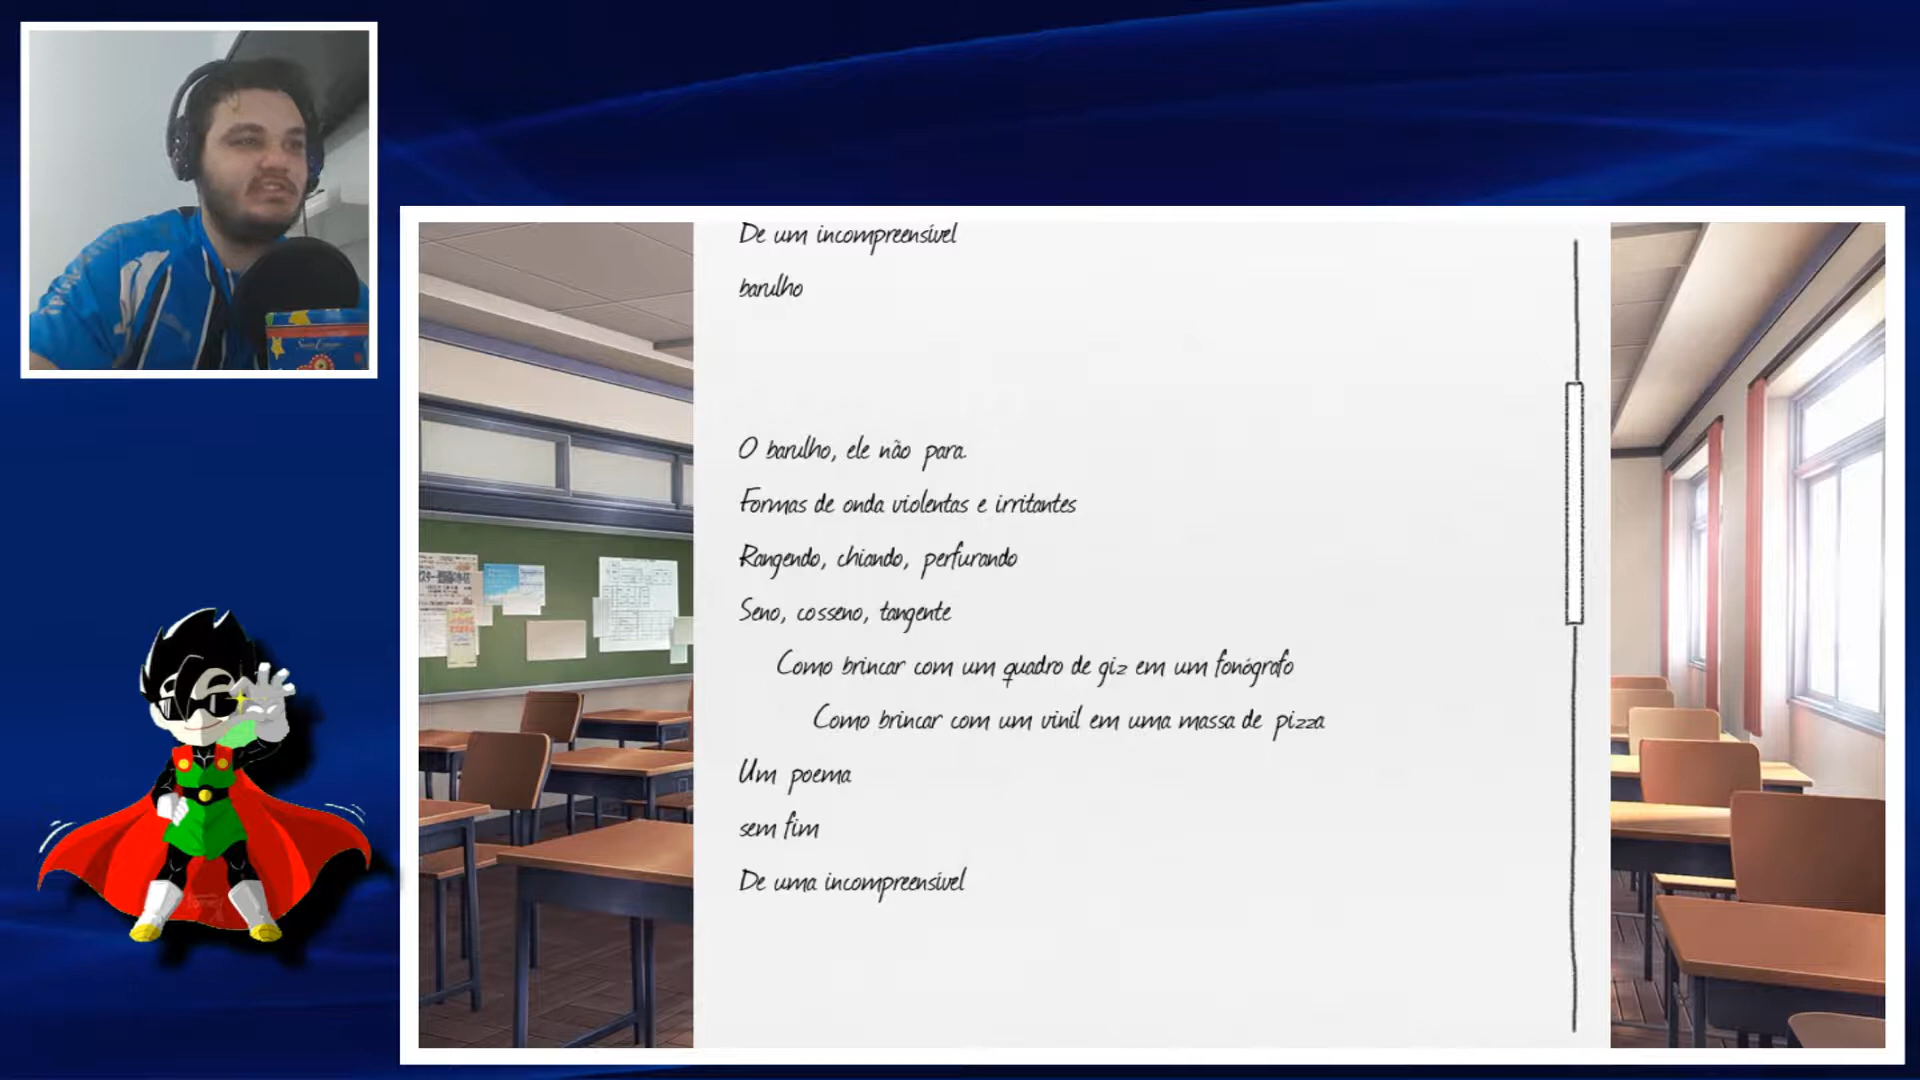 De um incompreensível
barulho
O barulho, ele não para.
Formas de onda violentas e irritantes
Rangendo, chiando, perfurando
Seno, cosseno, tangente
Como brincar com um quadro de giz em um fonógrafo
Como brincar com um vinil em uma massa de pizza
Um poema
sem fim
De uma incompreensível